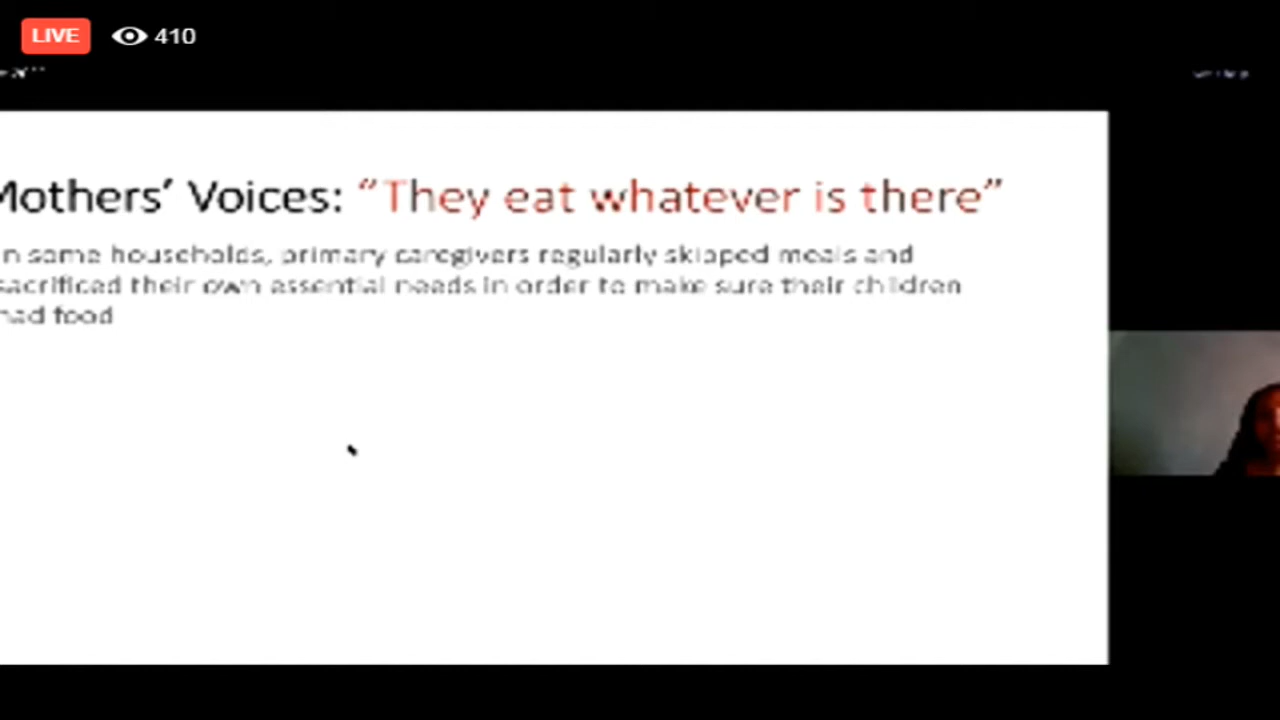 LIVE 410
Mothers' Voices: “They eat whatever is there”
n some households, primary caregivers regularly skipped meals and
sacrificed their own essential needs in order to make sure their children
had food